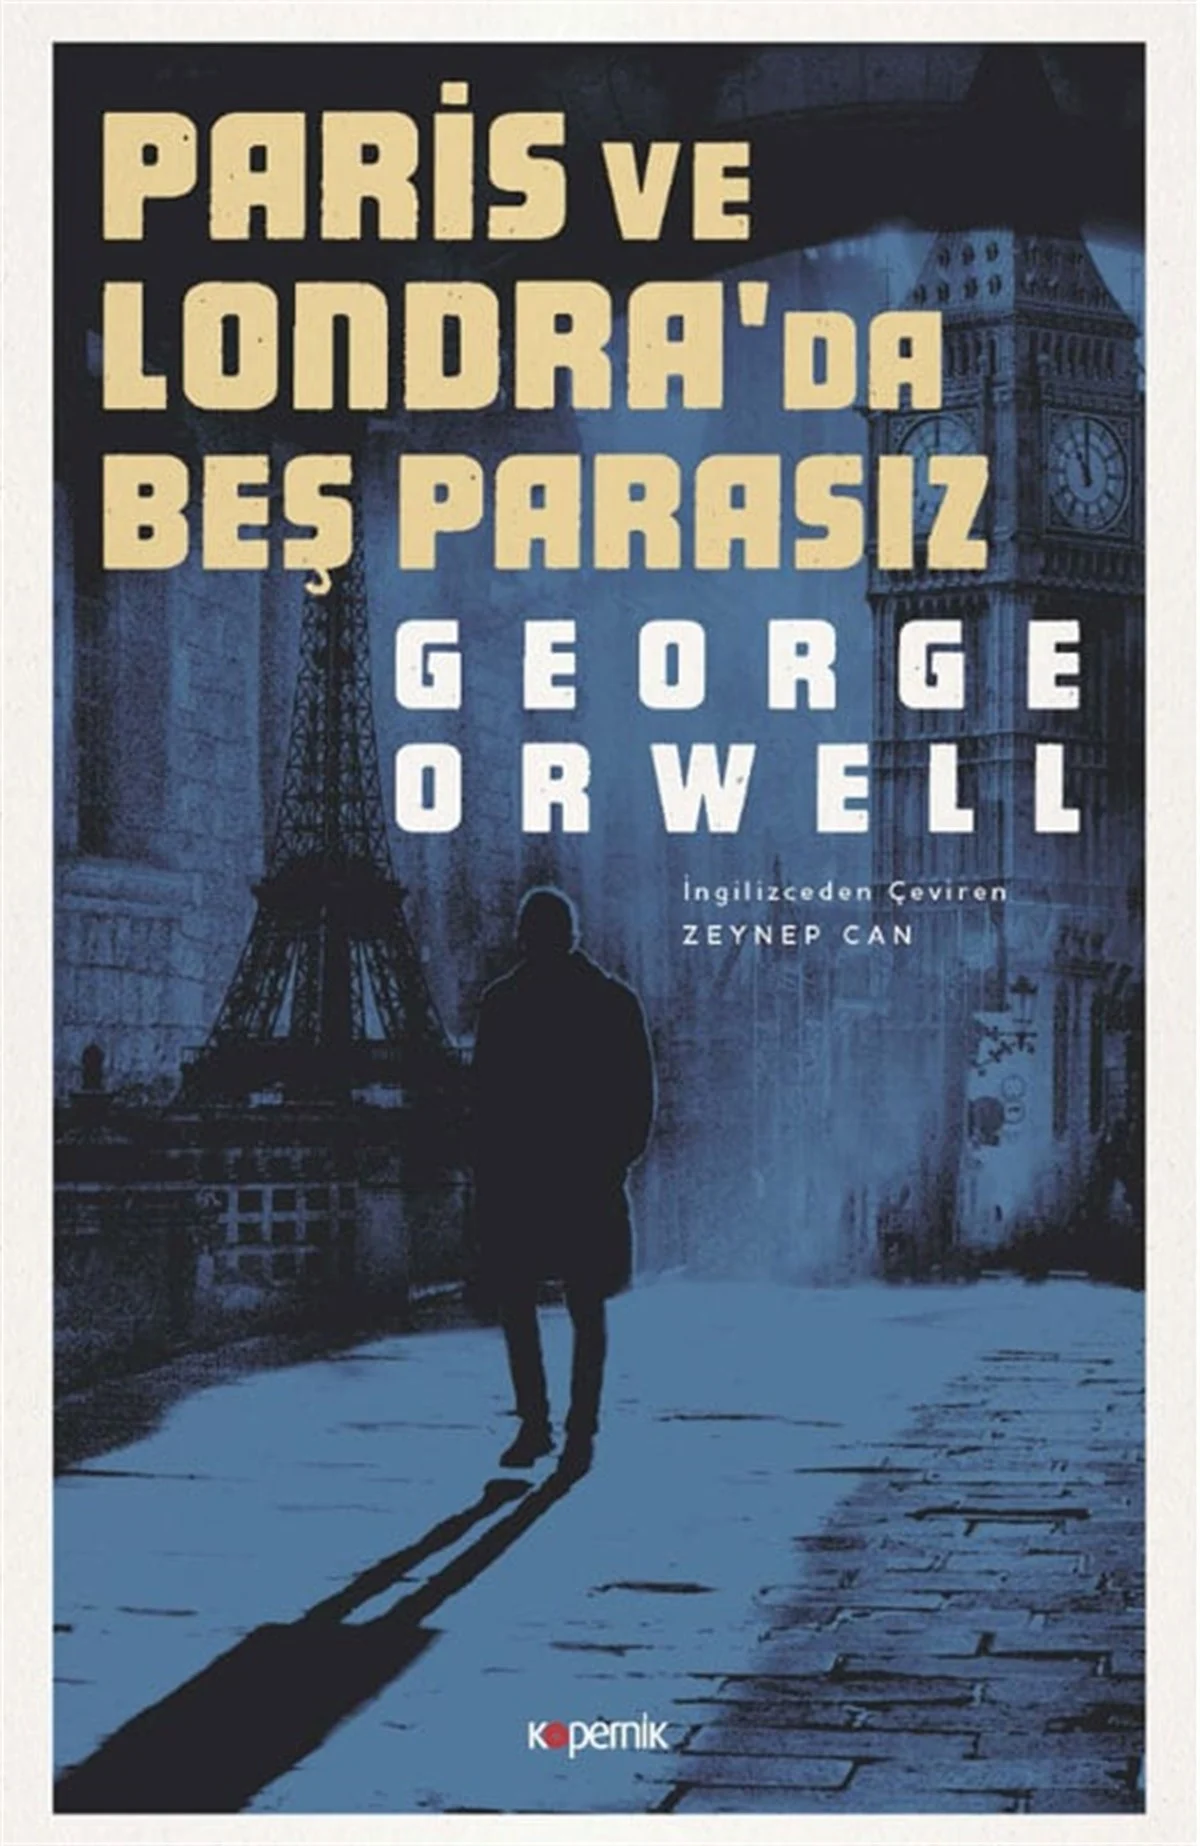 PARİS VE
LONDRA'DA
BEŞ PARASIZ
GEORGE
ORWELL
İngilizceden Çeviren
ZEYNEP CAN
kopernik